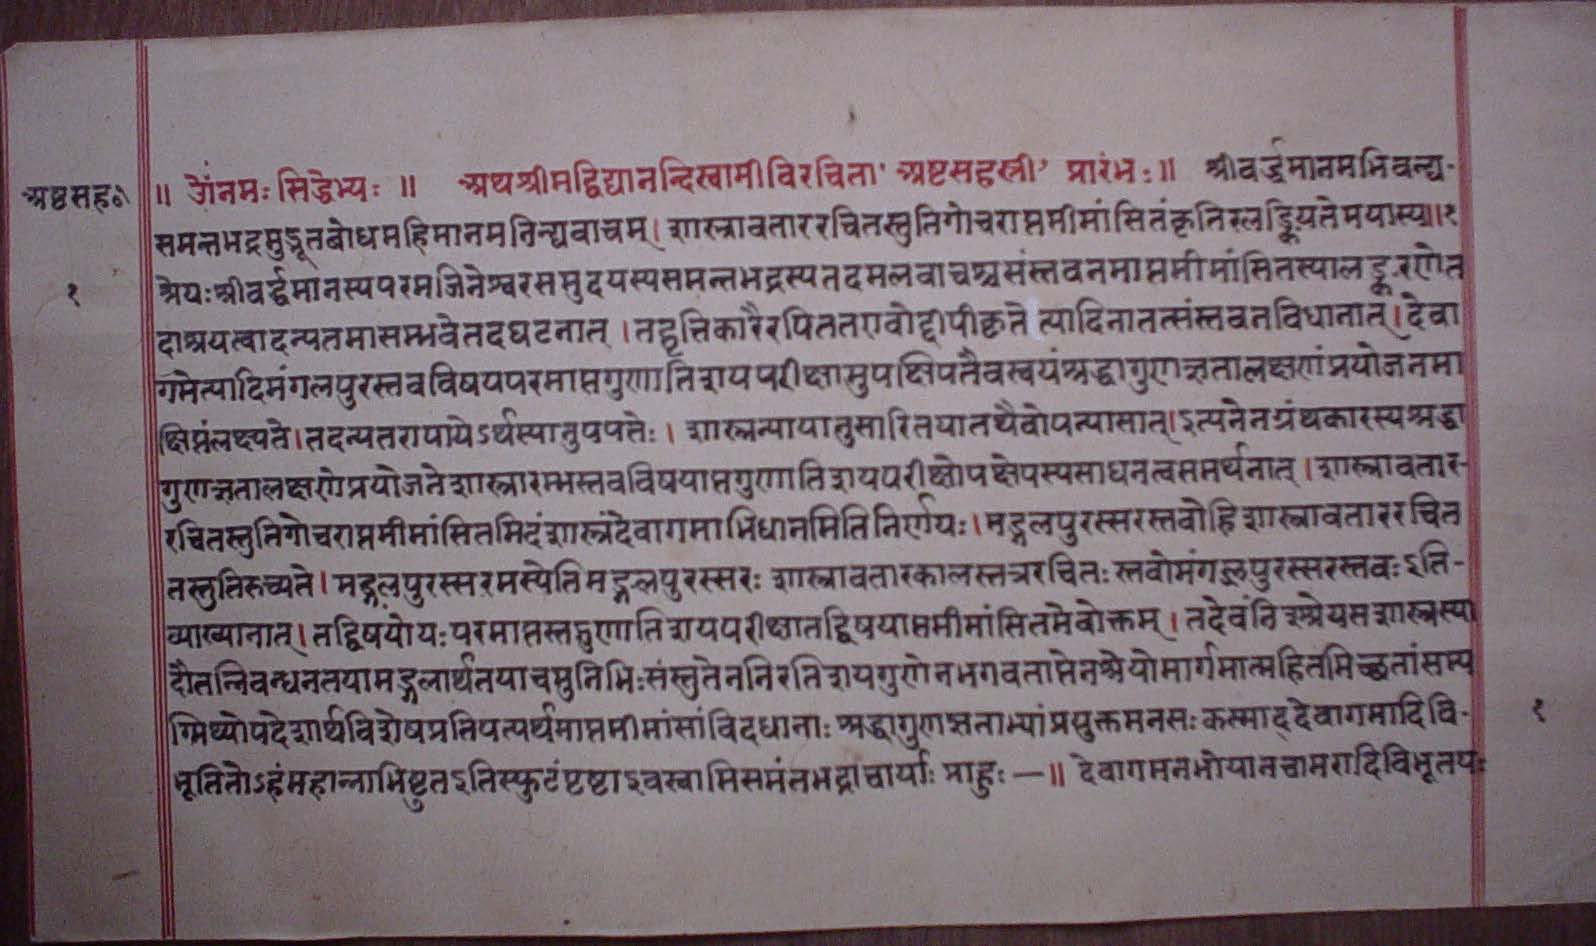 अष्टसह०
॥ ॐनमः सिद्धेभ्यः ॥ अथश्रीमद्विद्यानन्दिस्वामीविरचिता' अष्टसहस्त्री' प्रारंभः॥ श्रीवर्द्धमानमभिवन्द्य-
समन्तभद्रमुद्भूतबोधमहिमानमनिन्द्यवाचम्। शास्त्रावताररचितस्तुतिगोचराप्तमीमांसितंकृतिरलङ्क्रियतेमयास्य॥१
१
श्रेयःश्रीवर्द्धमानस्यपरमजिनेश्वरसमुदयस्यसमन्तभद्रस्यतदमलवाचश्चसंस्तवनमाप्तमीमांसितस्यालङ्करणेत
दाश्रयत्वादन्यतमासम्भवेतदघटनात् । तद्वृत्तिकारैरपिततएवोद्दीपीकृते त्यादिनातत्संस्तवनविधानात्। देवा
गमेत्यादिमंगलपुरस्तवविषयपरमाप्तगुणातिशयपरीक्षामुपक्षिपतैवस्वयंश्रद्धागुणज्ञतालक्षणंप्रयोजनमा
क्षिप्तंलक्ष्यते। तदन्यतरापायेऽर्थस्यानुपपत्तेः । शास्त्रन्यायानुसारितयातथैवोपन्यासात्। इत्यनेनग्रंथकारस्यश्रद्धा
गुणज्ञतालक्षणेप्रयोजनेशास्त्रारम्भस्तवविषयाप्तगुणातिशयपरीक्षोपक्षेपस्यसाधनत्वसमर्थनात् । शास्त्रावतार-
रचितस्तुतिगोचराप्तमीमांसितमिदंशास्त्रंदेवागमाभिधानमितिनिर्णयः। मङ्गलपुरस्सरस्तवोहिशास्त्रावताररचित
तस्तुतिरुच्यते। मङ्गलपुरस्सरमस्येतिमङ्गलपुरस्सरः शास्त्रावतारकालस्तत्ररचितः स्तवोमंगलपुरस्सरस्तवः इति-
व्याख्यानात्। तद्विषयोयःपरमाप्तस्तद्गुणातिशयपरीक्षातद्विषयाप्तमीमांसितमेवोक्तम् । तदेवंनिःश्रेयसशास्त्रस्या
दौतन्निबन्धनतयामङ्गलार्थतयाचमुनिभिःसंस्तुतेननिरतिशयगुणेनभगवताप्तेनश्रेयोमार्गमात्महितमिच्छतांसम्य
ग्मिथ्योपदेशार्थविशेषप्रतिपत्यर्थमाप्तमीमांसांविदधानाः श्रद्धागुणज्ञताभ्यांप्रयुक्तमनसः कस्माद्देवागमादिवि-
१
भूतितोऽहंमहान्नाभिष्टुतइतिस्फुटंपृष्टाइवस्वामिसमंतभद्राचार्याः प्राहुः —॥ देवागमनभोयानचामरादिविभूतयः